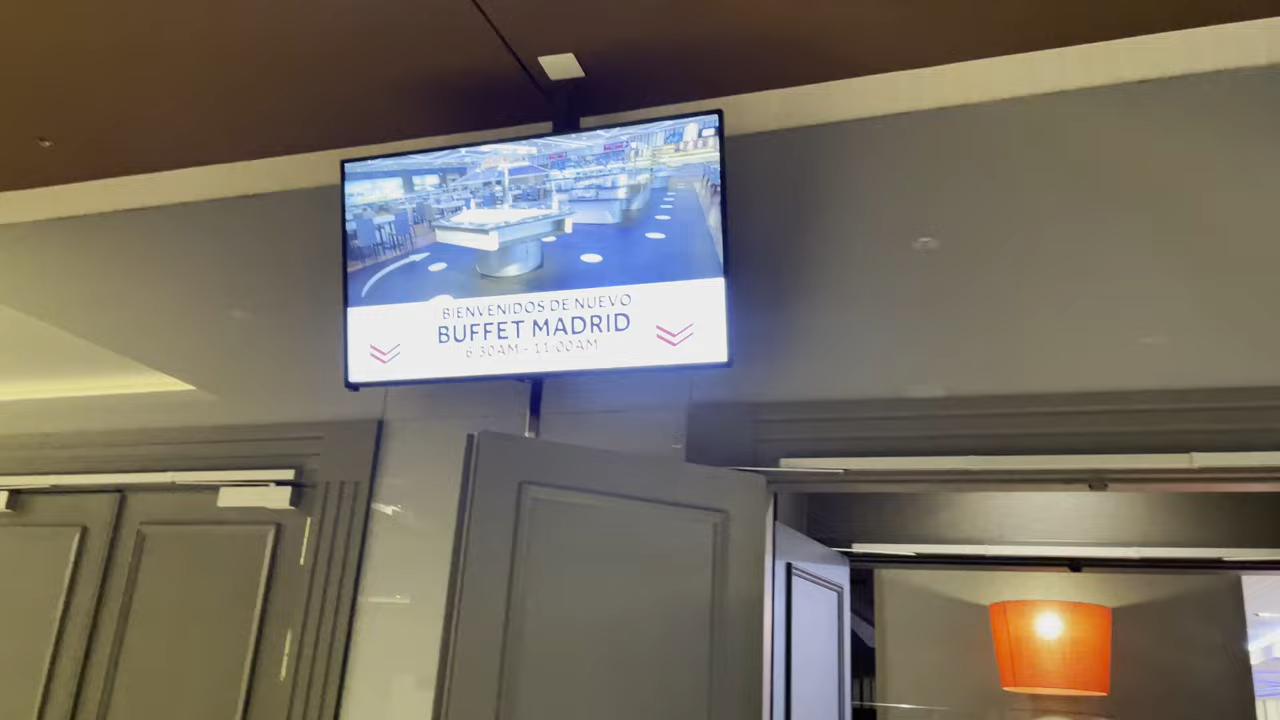 BIENVENIDOS DE NUEVO
BUFFET MADRID
6:30AM - 11:00AM